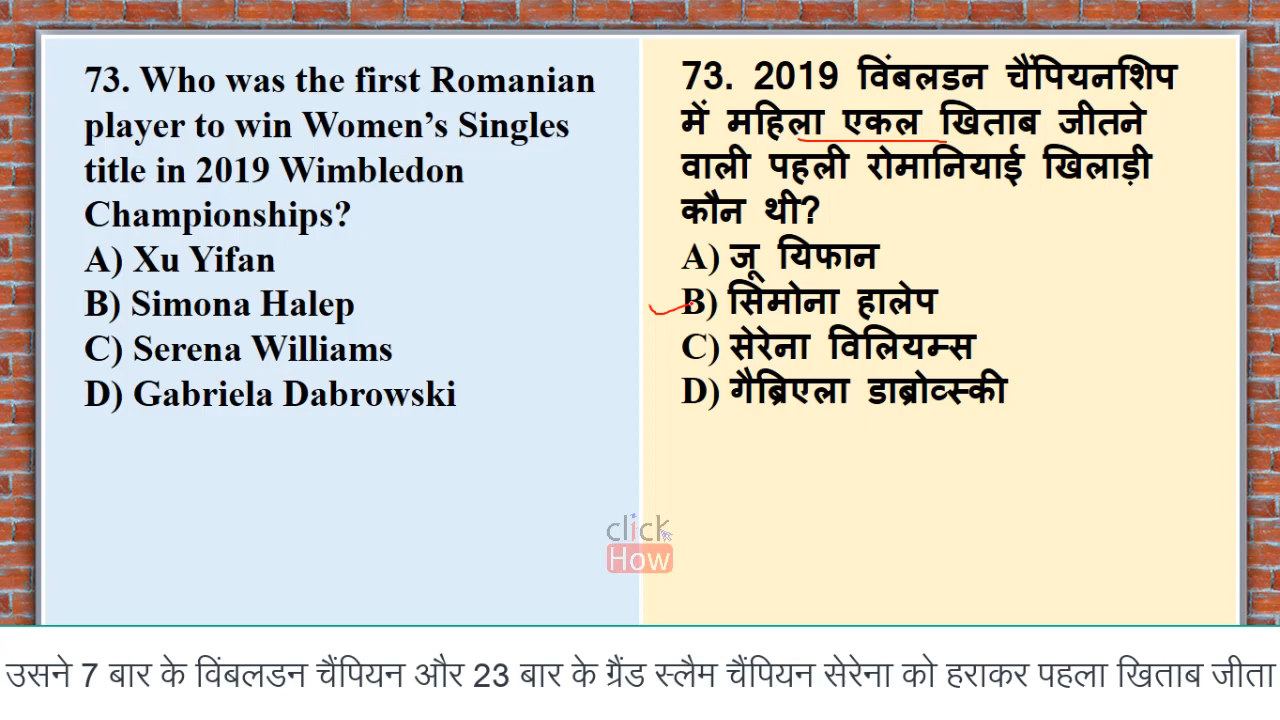 73. Who was the first Romanian
player to win Women’s Singles
title in 2019 Wimbledon
Championships?
A) Xu Yifan
B) Simona Halep
C) Serena Williams
D) Gabriela Dabrowski
73. 2019 विंबलडन चैंपियनशिप
में महिला एकल खिताब जीतने
वाली पहली रोमानियाई खिलाड़ी
कौन थी?
A) जू यिफान
B) सिमोना हालेप
C) सेरेना विलियम्स
D) गैब्रिएला डाब्रोव्स्की
click
How
उसने 7 बार के विंबलडन चैंपियन और 23 बार के ग्रैंड स्लैम चैंपियन सेरेना को हराकर पहला खिताब जीता